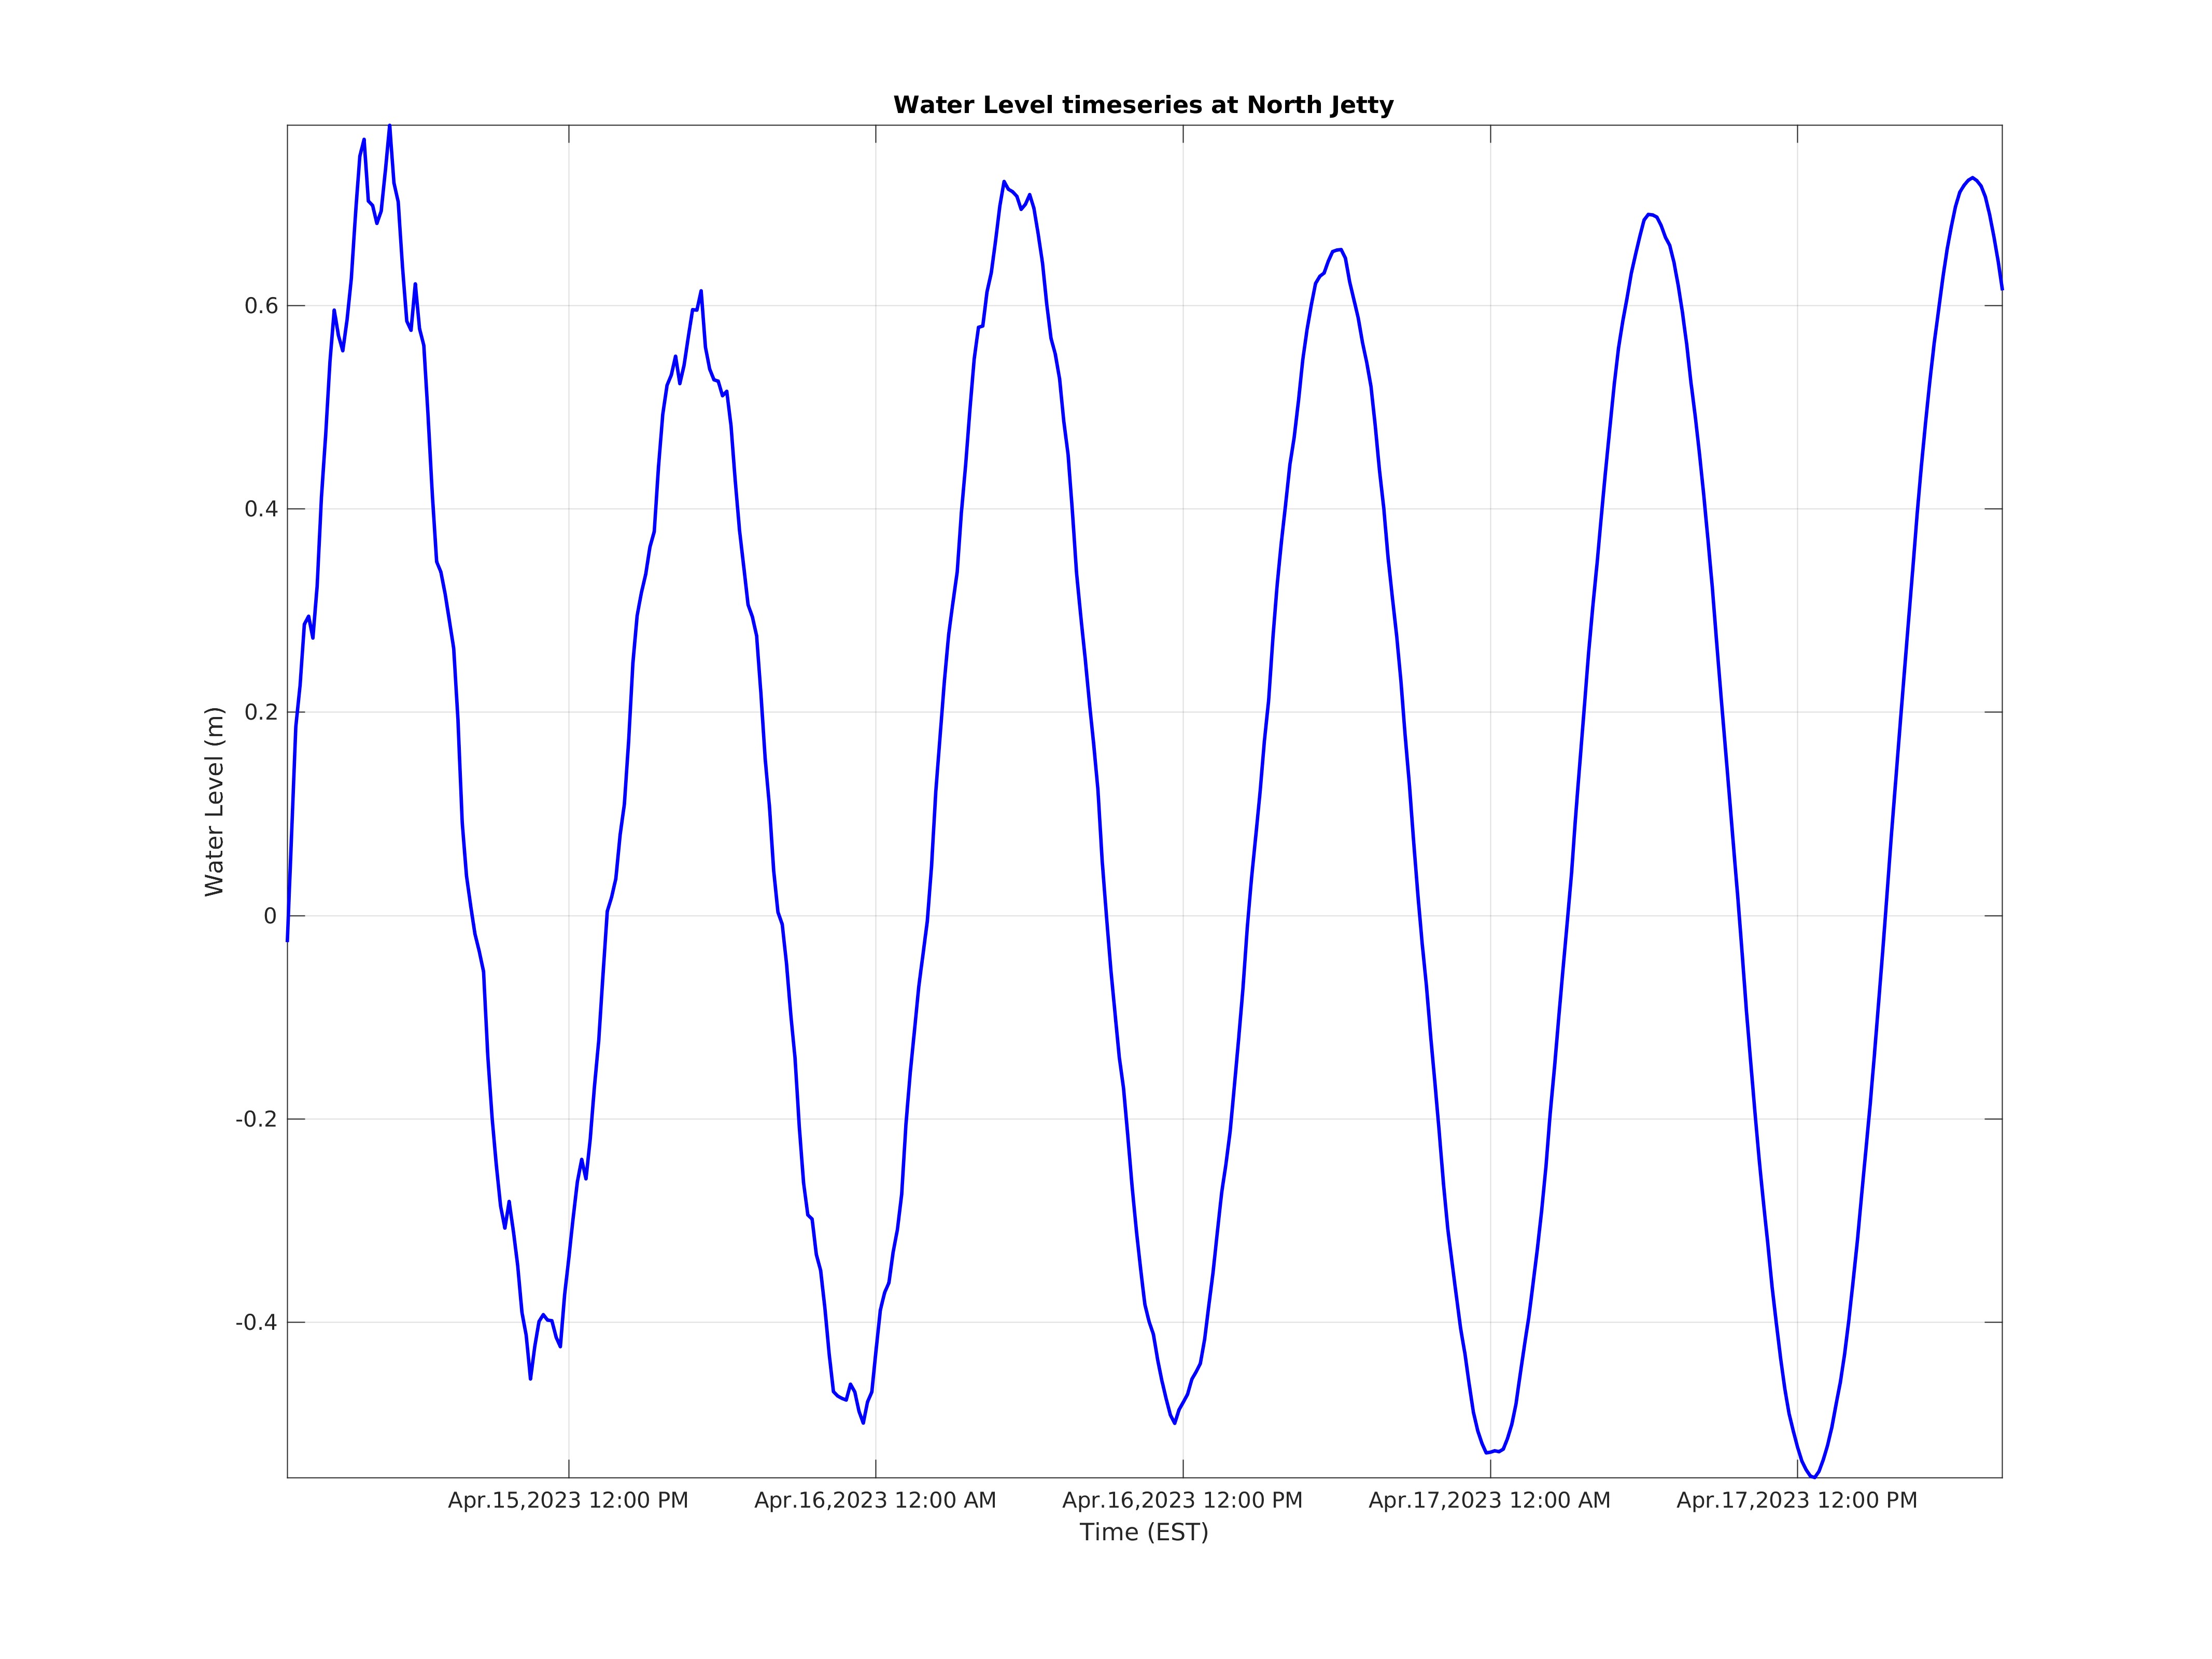 Water Level timeseries at North Jetty
0.6
0.4
0.2
0
-0.2
-0.4
Water Level (m)
Apr.15,2023 12:00 PM
Apr.16,2023 12:00 AM
Apr.16,2023 12:00 PM
Apr.17,2023 12:00 AM
Apr.17,2023 12:00 PM
Time (EST)